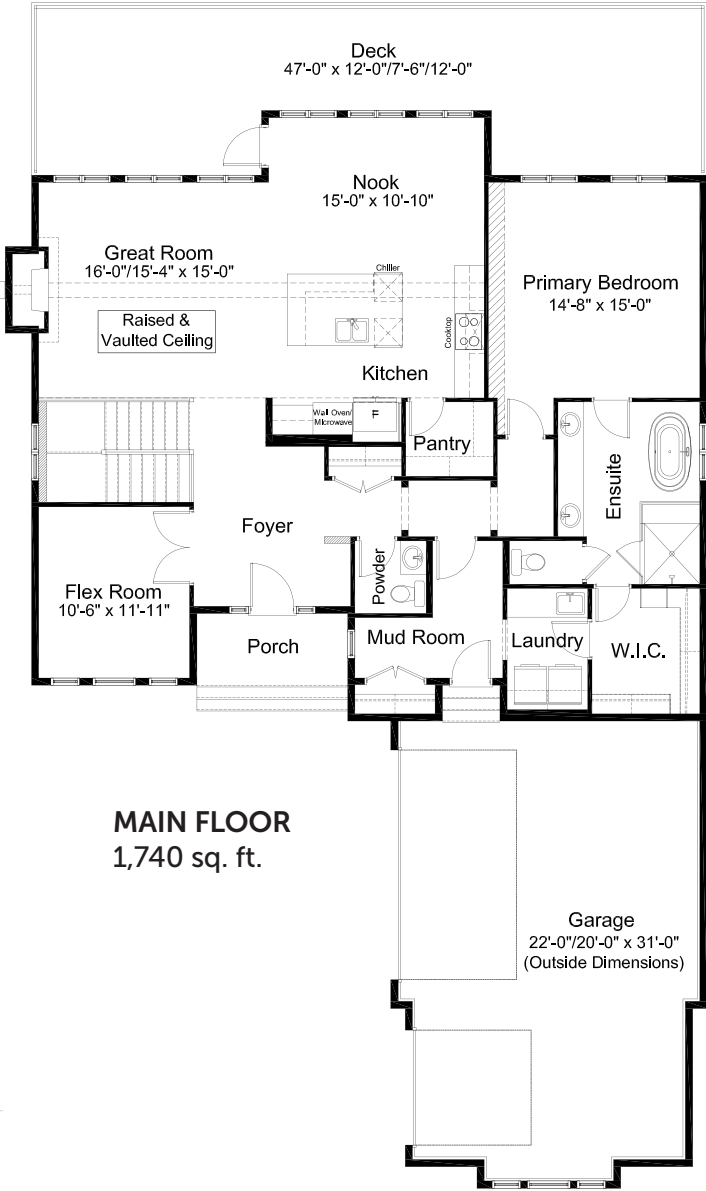 Deck
47'-0" x 12'-0"/7'-6"/12'-0"
Nook
15'-0" x 10'-10"
Great Room
16'-0"/15'-4" x 15'-0"
Chiller
Primary Bedroom
14'-8" x 15'-0"
Raised &
Vaulted Ceiling
Cooktop
Kitchen
Wall Oven/
Microwave
F
Pantry
Ensuite
Foyer
Powder
Flex Room
10'-6" x 11'-11"
Porch
Mud Room
Laundry
W.I.C.
MAIN FLOOR
1,740 sq. ft.
Garage
22'-0"/20'-0" x 31'-0"
(Outside Dimensions)